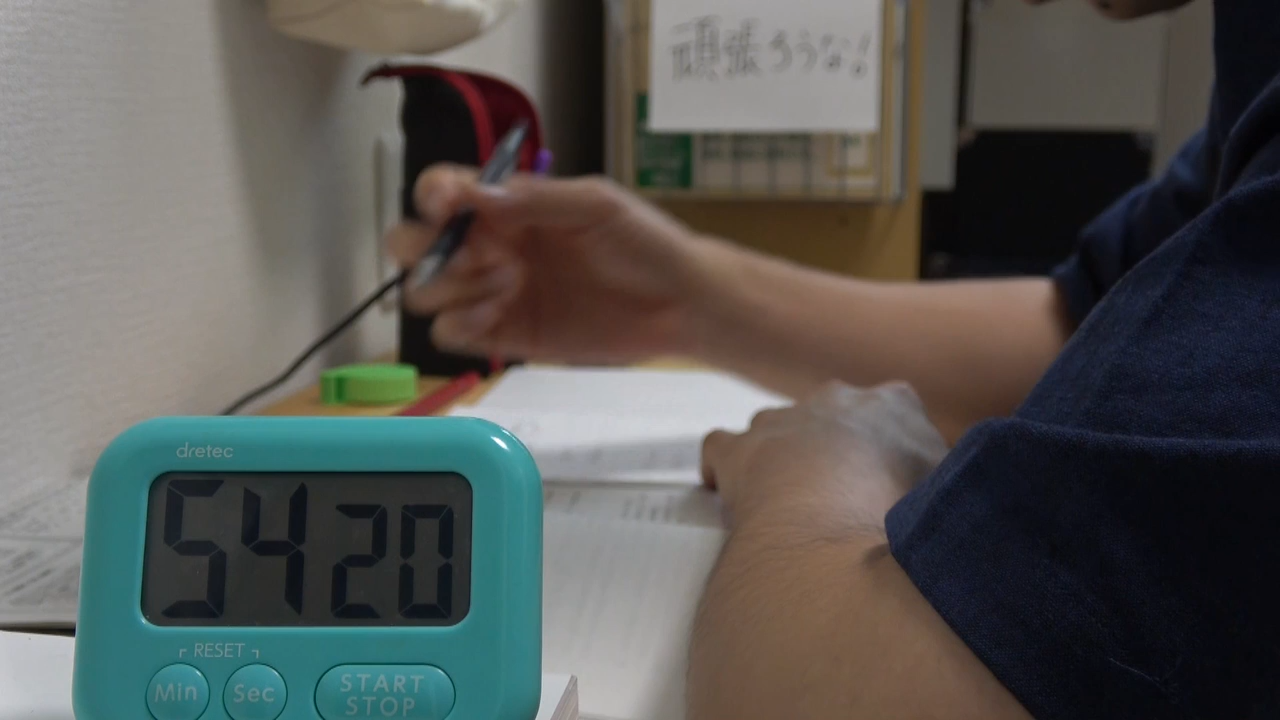 頑張ろうな!
dretec
54 20
RESET
Min Sec START
STOP